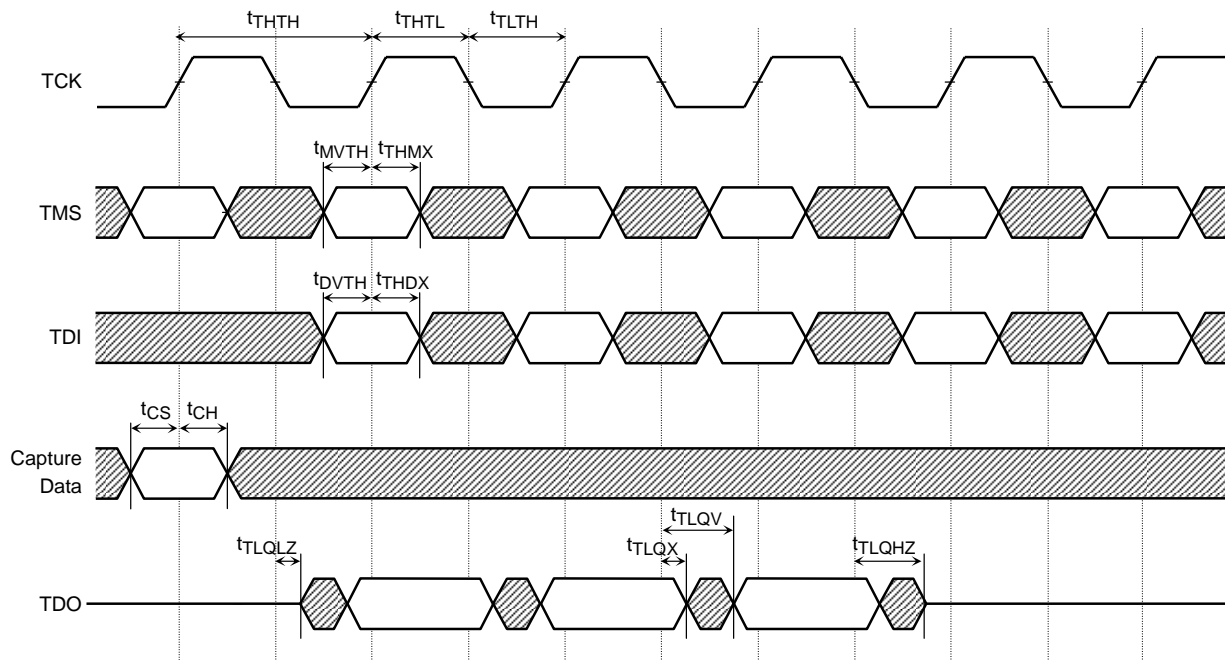 tTHTH tTHTL tTLTH
TCK
tMVTH tTHMX
TMS
tDVTH tTHDX
TDI
tCS tCH
Capture
Data
tTLQV
tTLQLZ tTLQX tTLQHZ
TDO